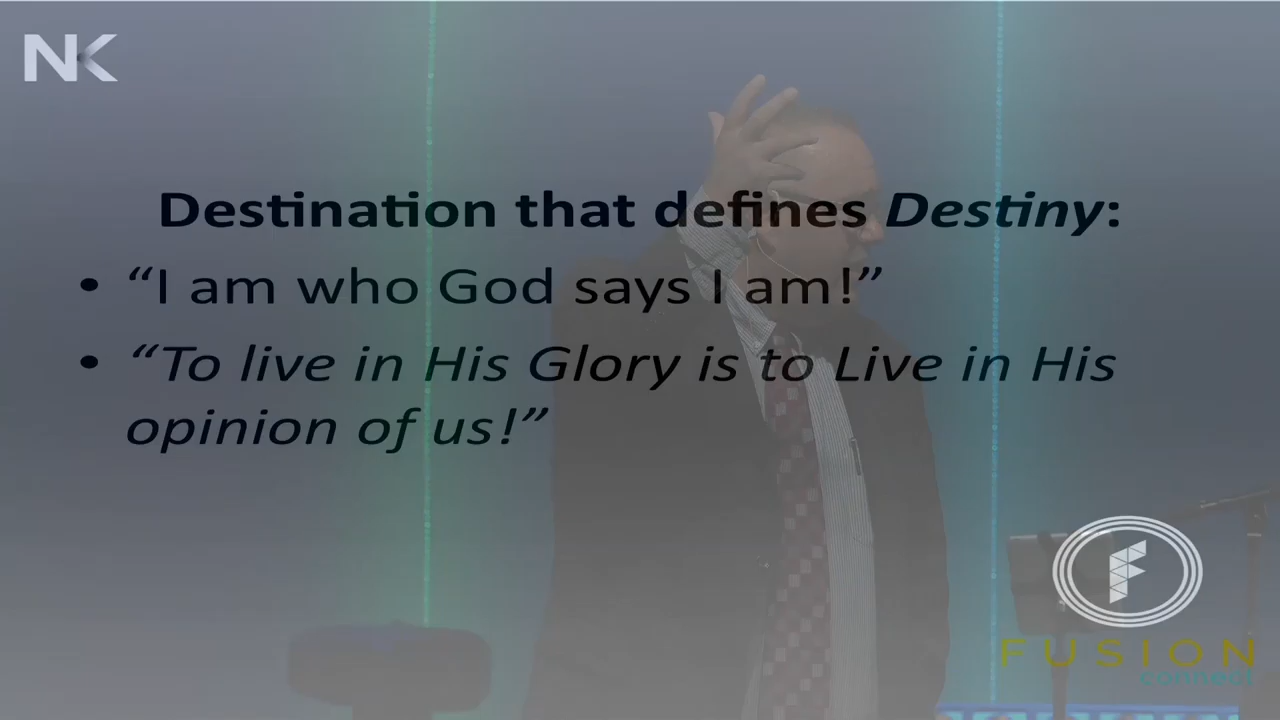 NK
Destination that defines Destiny:
• “I am who God says I am!”
• “To live in His Glory is to Live in His
opinion of us!”
F
FUSION
connect